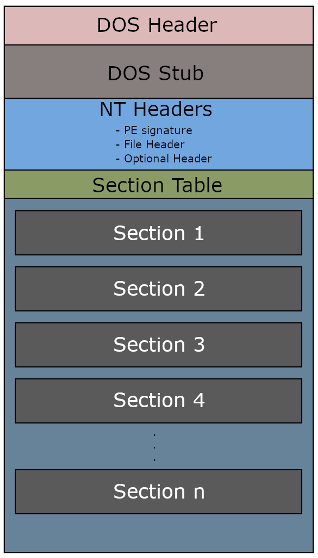 DOS Header
DOS Stub
NT Headers
- PE signature
- File Header
- Optional Header
Section Table
Section 1
Section 2
Section 3
Section 4
.
.
.
Section n